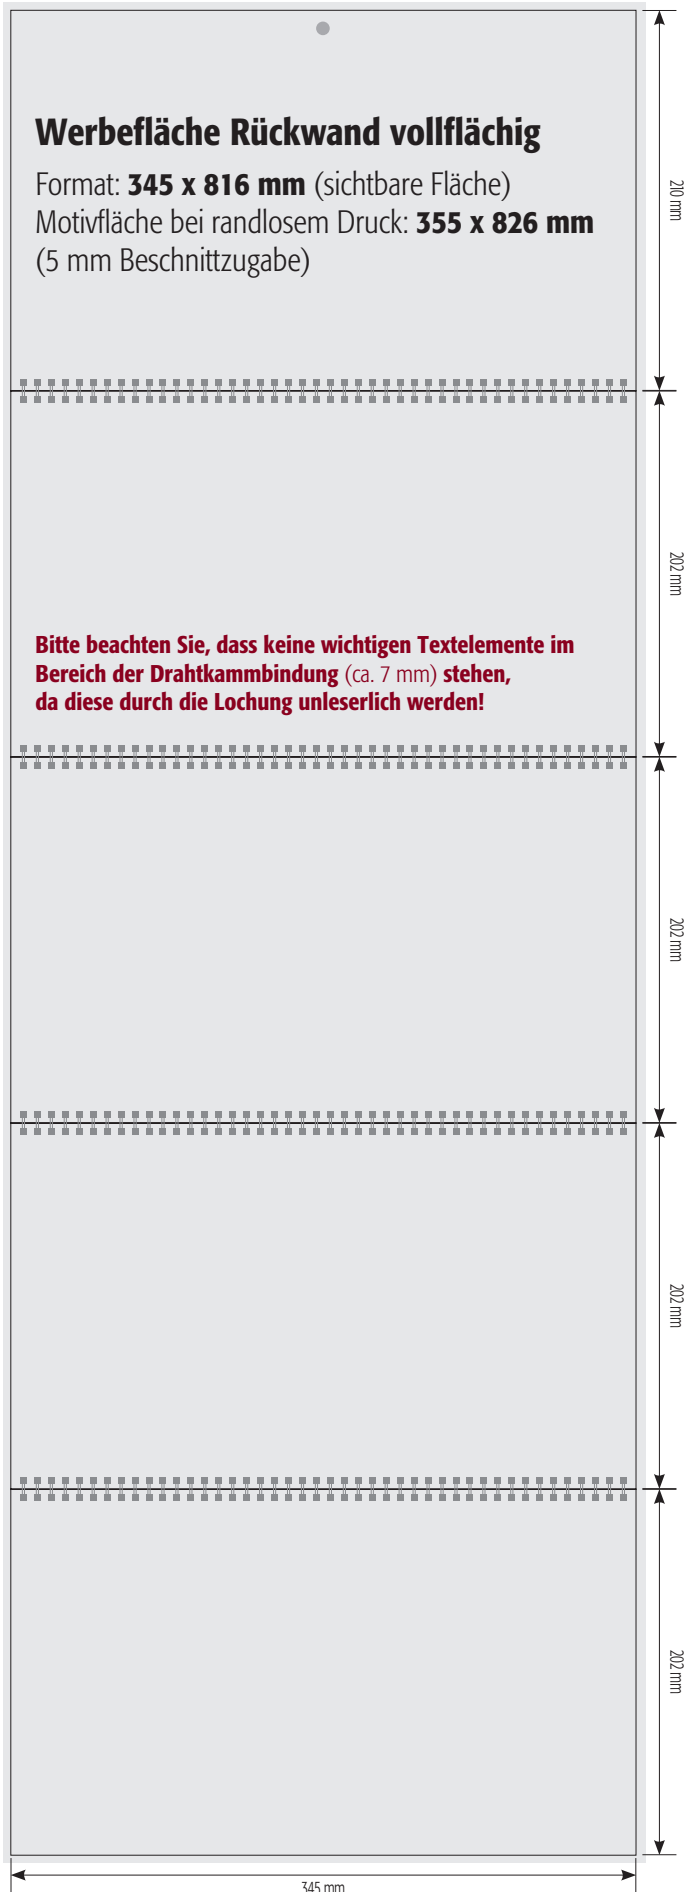 Werbefläche Rückwand vollflächig
Format: 345 x 816 mm (sichtbare Fläche)
Motivfläche bei randlosem Druck: 355 x 826 mm
(5 mm Beschnittzugabe)
210 mm
202 mm
Bitte beachten Sie, dass keine wichtigen Textelemente im
Bereich der Drahtkammbindung (ca. 7 mm) stehen,
da diese durch die Lochung unleserlich werden!
202 mm
202 mm
202 mm
345 mm